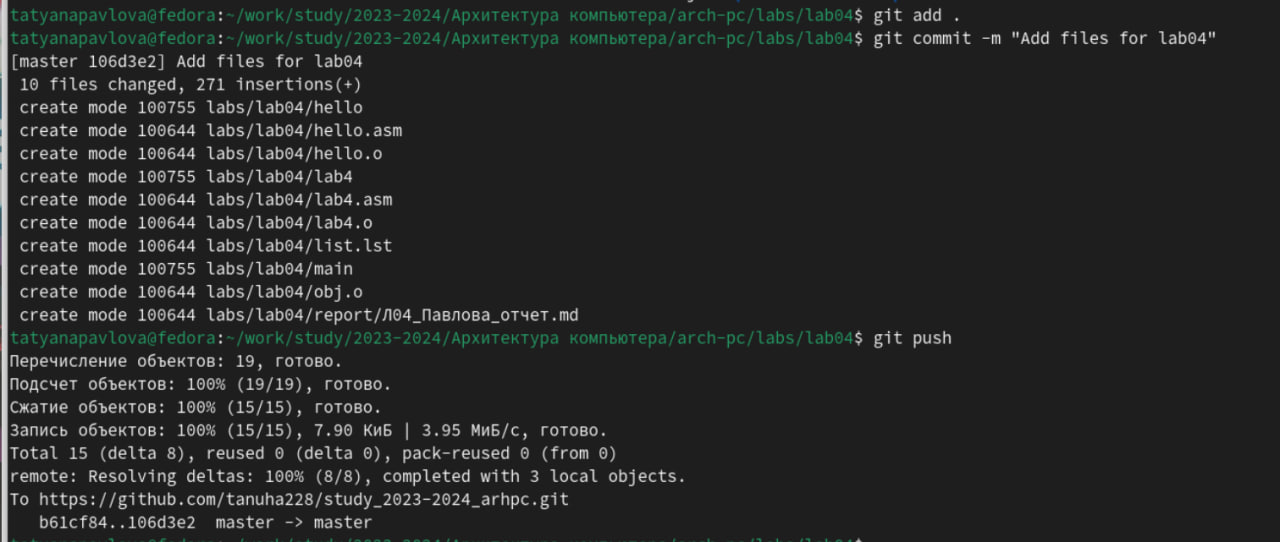 tatyanapavlova@fedora:~/work/study/2023-2024/Архитектура компьютера/arch-pc/labs/lab04$ git add .
tatyanapavlova@fedora:~/work/study/2023-2024/Архитектура компьютера/arch-pc/labs/lab04$ git commit -m "Add files for lab04"
[master 106d3e2] Add files for lab04
 10 files changed, 271 insertions(+)
 create mode 100755 labs/lab04/hello
 create mode 100644 labs/lab04/hello.asm
 create mode 100644 labs/lab04/hello.o
 create mode 100755 labs/lab04/lab4
 create mode 100644 labs/lab04/lab4.asm
 create mode 100644 labs/lab04/lab4.o
 create mode 100644 labs/lab04/list.lst
 create mode 100755 labs/lab04/main
 create mode 100644 labs/lab04/obj.o
 create mode 100644 labs/lab04/report/Л04_Павлова_отчет.md
tatyanapavlova@fedora:~/work/study/2023-2024/Архитектура компьютера/arch-pc/labs/lab04$ git push
Перечисление объектов: 19, готово.
Подсчет объектов: 100% (19/19), готово.
Сжатие объектов: 100% (15/15), готово.
Запись объектов: 100% (15/15), 7.90 КиБ | 3.95 МиБ/с, готово.
Total 15 (delta 8), reused 0 (delta 0), pack-reused 0 (from 0)
remote: Resolving deltas: 100% (8/8), completed with 3 local objects.
To https://github.com/tanuha228/study_2023-2024_arhpc.git
   b61cf84..106d3e2  master -> master